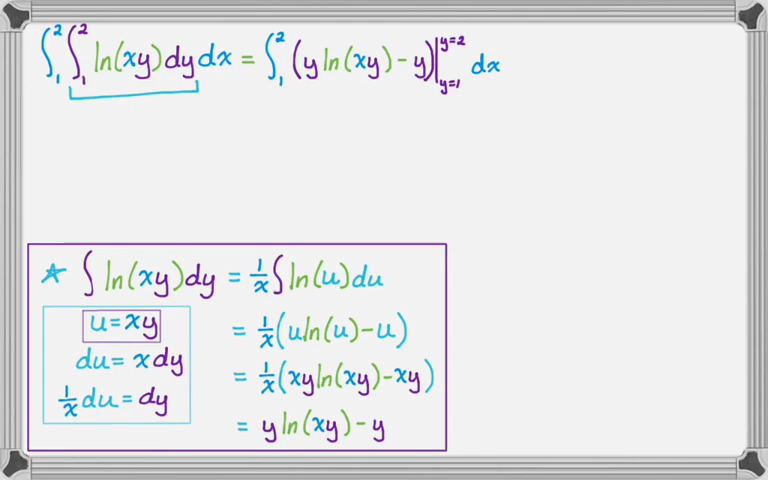 ∫₁² ∫₁² ln(xy) dy dx = ∫₁² (y ln(xy) − y) |_{y=1}^{y=2} dx
☆ ∫ ln(xy) dy = 1/x ∫ ln(u) du
u = xy
du = x dy
1/x du = dy
= 1/x (u ln(u) − u)
= 1/x (xy ln(xy) − xy)
= y ln(xy) − y